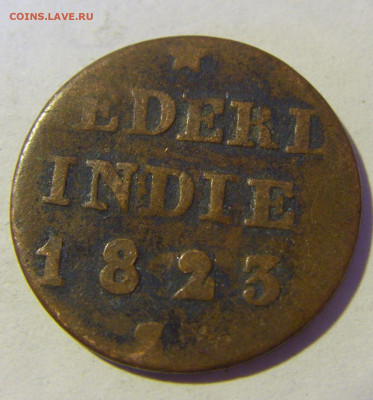 COINS.LAVE.RU
EDERL
INDIE
1823